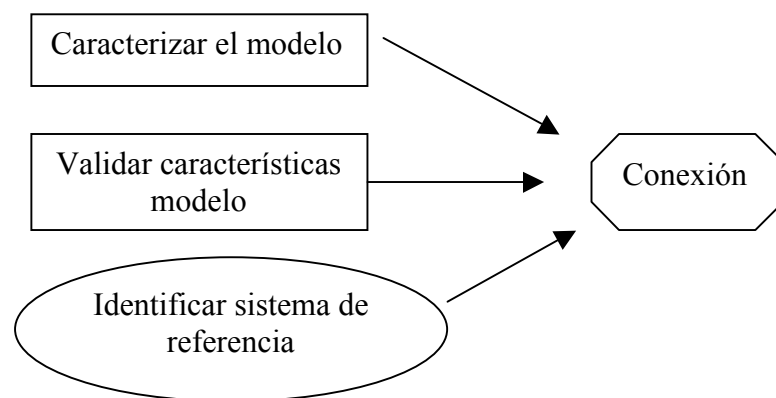 Caracterizar el modelo
Validar características
modelo
Conexión
Identificar sistema de
referencia